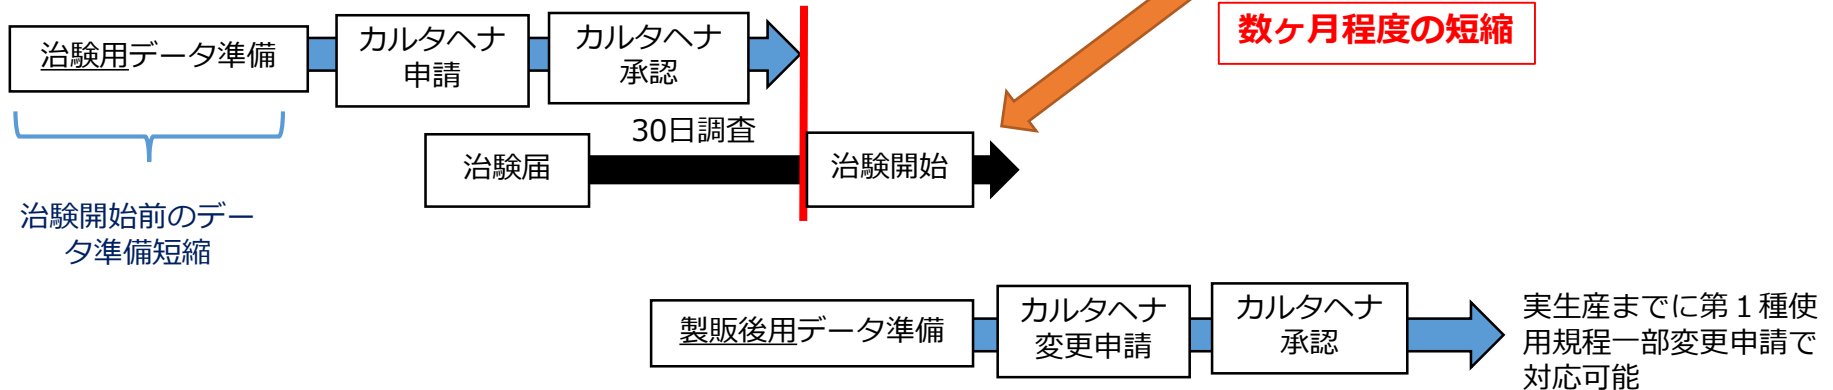 数ヶ月程度の短縮
治験用データ準備
カルタヘナ
申請
カルタヘナ
承認
30日調査
治験届
治験開始
治験開始前のデー
タ準備短縮
製販後用データ準備
カルタヘナ
変更申請
カルタヘナ
承認
実生産までに第１種使
用規程一部変更申請で
対応可能